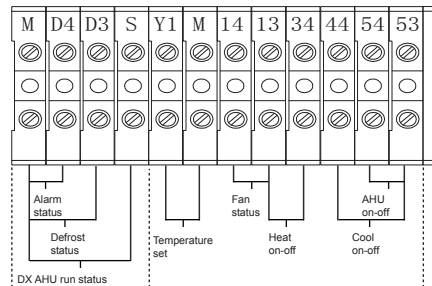 M D4 D3 S Y1 M 14 13 34 44 54 53
Alarm
status
Fan
status
AHU
on-off
Defrost
status
Temperature
set
Heat
on-off
Cool
on-off
DX AHU run status